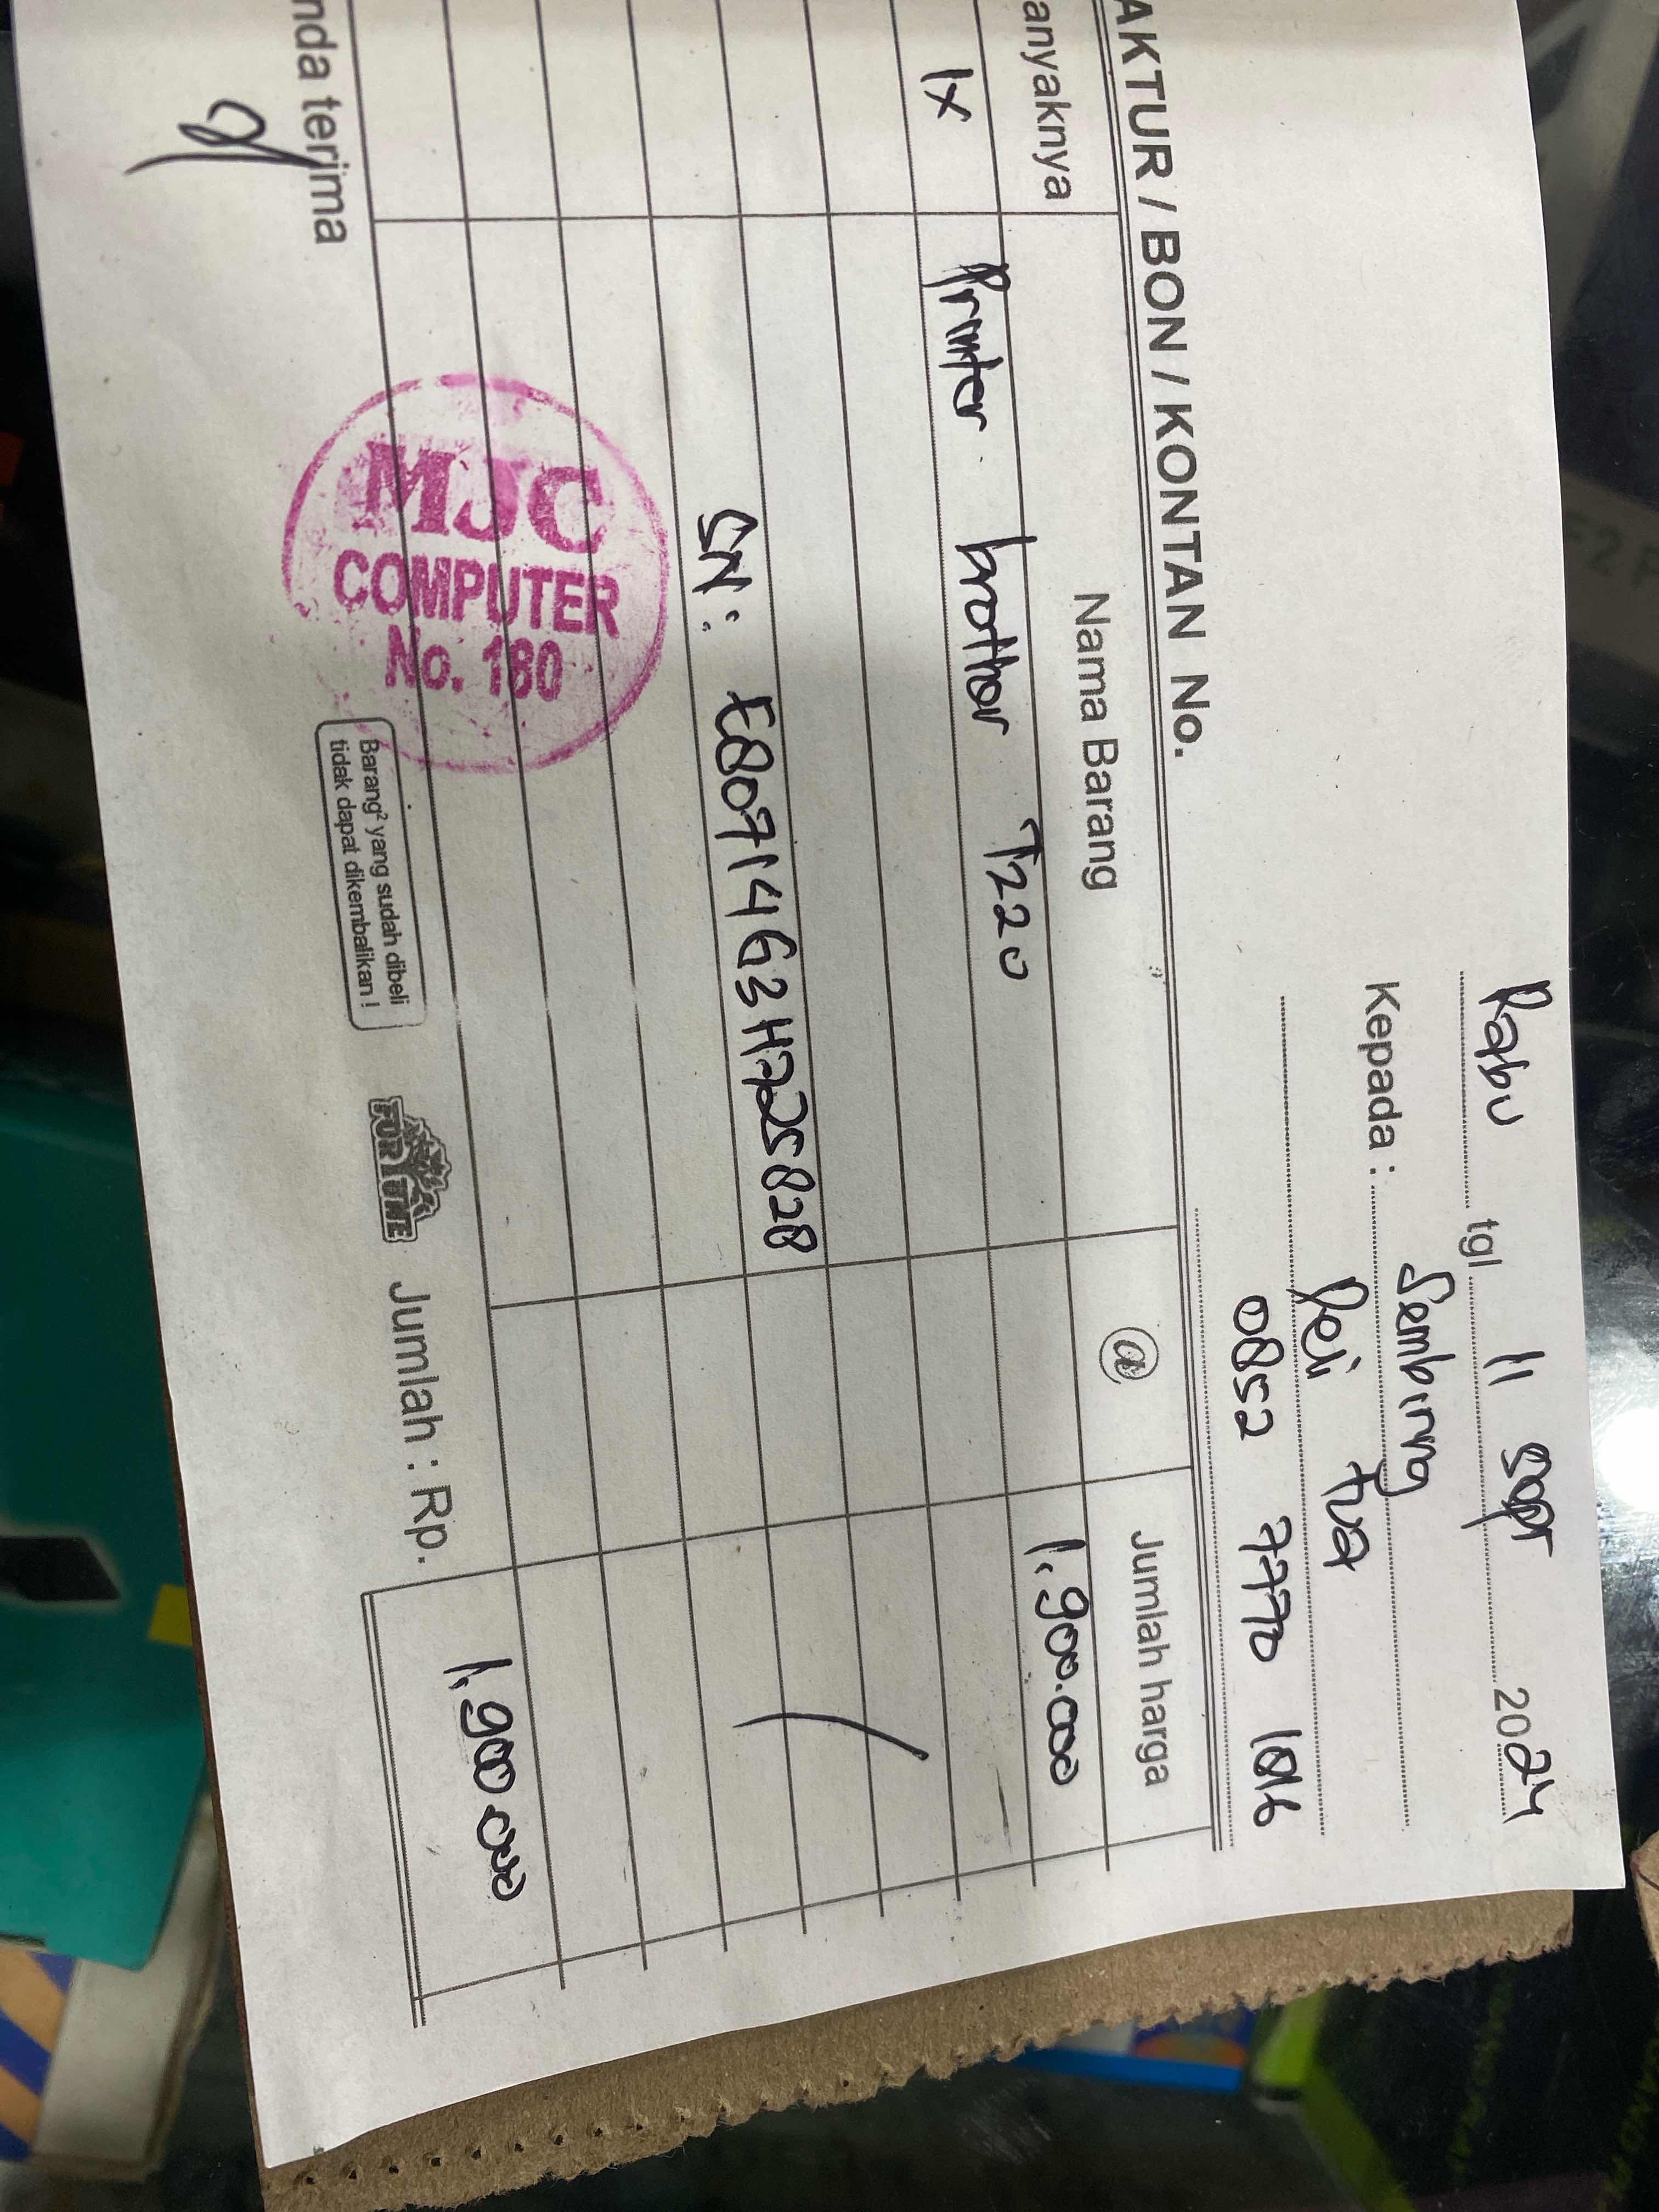 Rabu tgl 11 sept 2024
Kepada : Sembiring
Pei tua
0852 7770 1016
AKTUR / BON / KONTAN No.
anyaknya Nama Barang @ Jumlah harga
1x Printer brother T220 1.900.000
SN: E80714G3H725828
1.900.000
Jumlah : Rp.
FORTUNE
Barang² yang sudah dibeli
tidak dapat dikembalikan !
MJC
COMPUTER
No. 180
nda terima